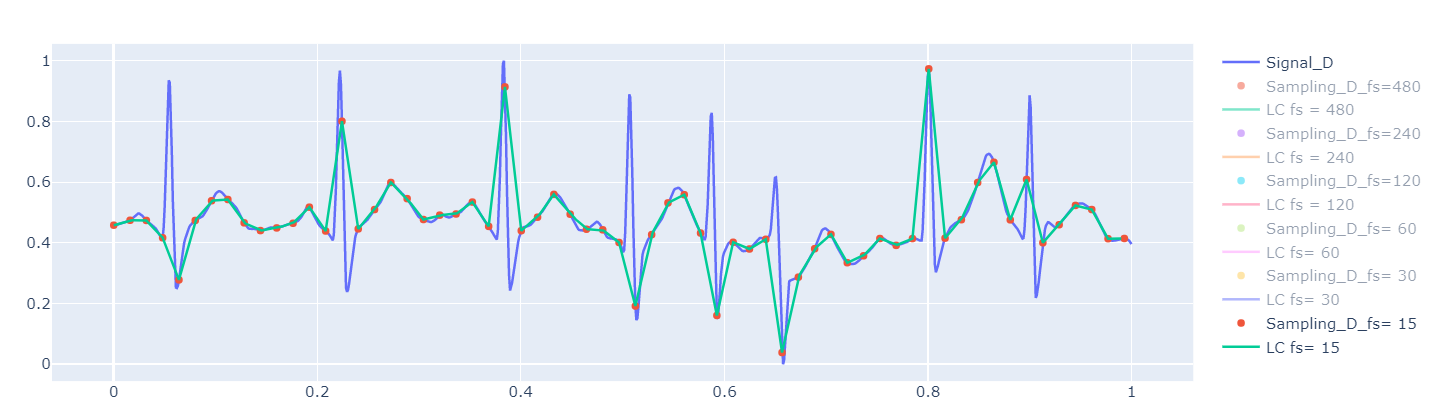 1
0.8
0.6
0.4
0.2
0
0 0.2 0.4 0.6 0.8 1
Signal_D
Sampling_D_fs=480
LC fs = 480
Sampling_D_fs=240
LC fs = 240
Sampling_D_fs=120
LC fs = 120
Sampling_D_fs= 60
LC fs= 60
Sampling_D_fs= 30
LC fs= 30
Sampling_D_fs= 15
LC fs= 15